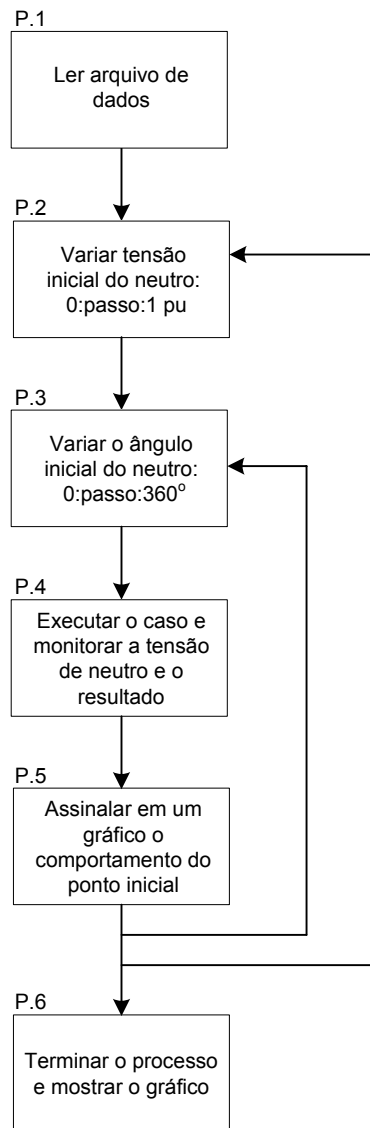 P.1
Ler arquivo de
dados
P.2
Variar tensão
inicial do neutro:
0:passo:1 pu
P.3
Variar o ângulo
inicial do neutro:
0:passo:360°
P.4
Executar o caso e
monitorar a tensão
de neutro e o
resultado
P.5
Assinalar em um
gráfico o
comportamento do
ponto inicial
P.6
Terminar o processo
e mostrar o gráfico